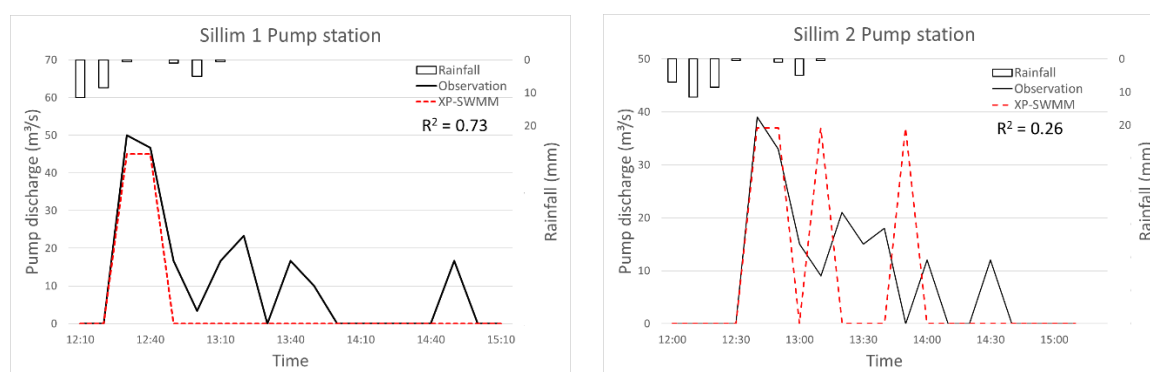 Sillim 1 Pump station
70
60
50
40
30
20
10
0
Pump discharge (m³/s)
Rainfall
Observation
XP-SWMM
R² = 0.73
0
10
20
Rainfall (mm)
12:10 12:40 13:10 13:40 14:10 14:40 15:10
Time
Sillim 2 Pump station
50
40
30
20
10
0
Pump discharge (m³/s)
Rainfall
Observation
XP-SWMM
R² = 0.26
0
10
20
Rainfall (mm)
12:00 12:30 13:00 13:30 14:00 14:30 15:00
Time